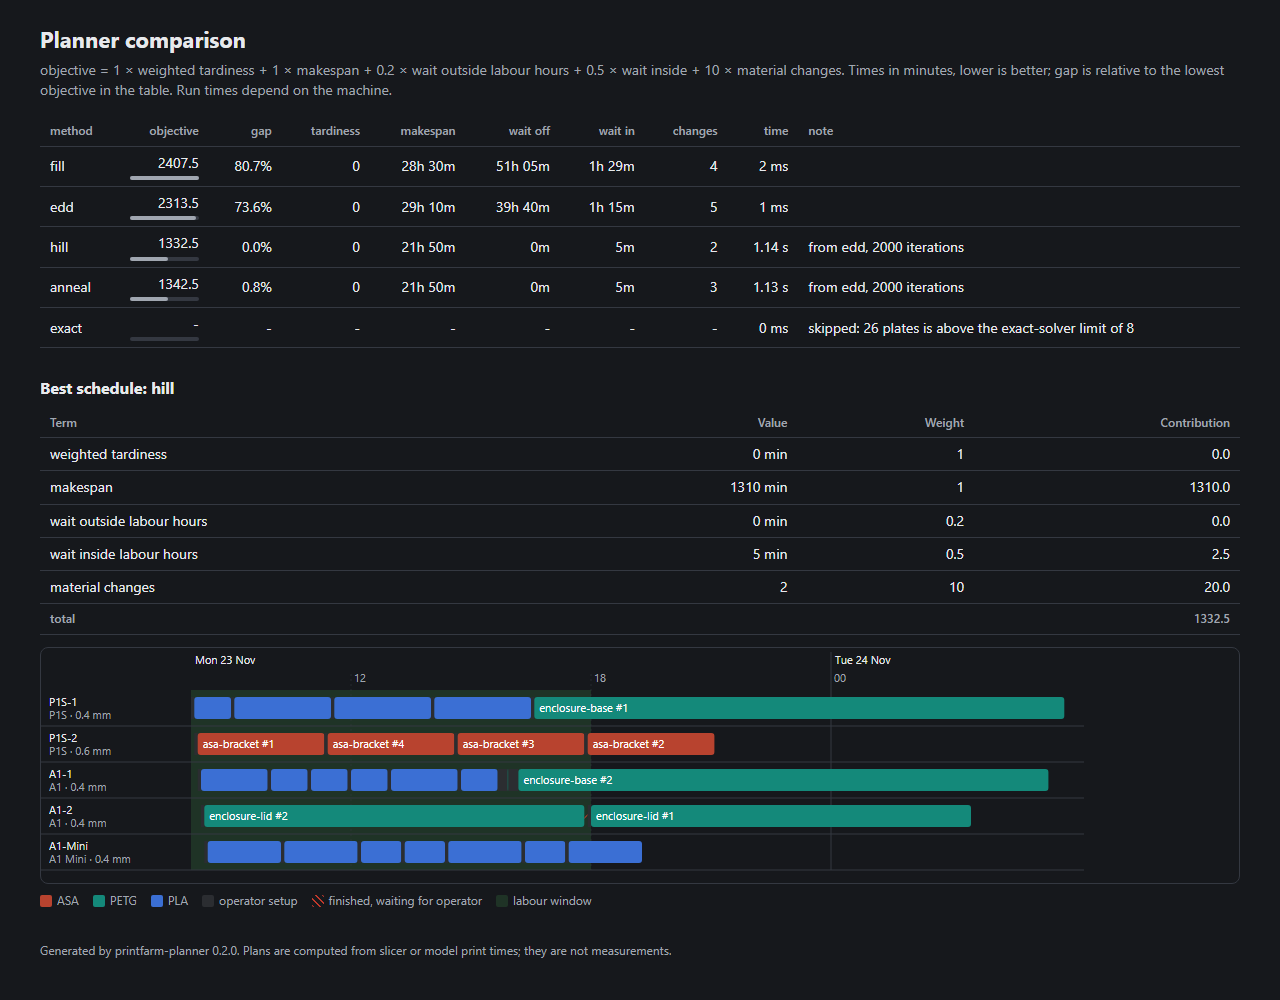 Planner comparison
objective = 1 × weighted tardiness + 1 × makespan + 0.2 × wait outside labour hours + 0.5 × wait inside + 10 × material changes. Times in minutes, lower is better; gap is relative to the lowest
objective in the table. Run times depend on the machine.
method objective gap tardiness makespan wait off wait in changes time note
fill 2407.5 80.7% 0 28h 30m 51h 05m 1h 29m 4 2 ms
edd 2313.5 73.6% 0 29h 10m 39h 40m 1h 15m 5 1 ms
hill 1332.5 0.0% 0 21h 50m 0m 5m 2 1.14 s from edd, 2000 iterations
anneal 1342.5 0.8% 0 21h 50m 0m 5m 3 1.13 s from edd, 2000 iterations
exact - - - - - - - 0 ms skipped: 26 plates is above the exact-solver limit of 8
Best schedule: hill
Term Value Weight Contribution
weighted tardiness 0 min 1 0.0
makespan 1310 min 1 1310.0
wait outside labour hours 0 min 0.2 0.0
wait inside labour hours 5 min 0.5 2.5
material changes 2 10 20.0
total 1332.5
Mon 23 Nov Tue 24 Nov
12 18 00
P1S-1 enclosure-base #1
P1S · 0.4 mm
P1S-2 asa-bracket #1 asa-bracket #4 asa-bracket #3 asa-bracket #2
P1S · 0.6 mm
A1-1 enclosure-base #2
A1 · 0.4 mm
A1-2 enclosure-lid #2 enclosure-lid #1
A1 · 0.4 mm
A1-Mini
A1 Mini · 0.4 mm
ASA PETG PLA operator setup finished, waiting for operator labour window
Generated by printfarm-planner 0.2.0. Plans are computed from slicer or model print times; they are not measurements.